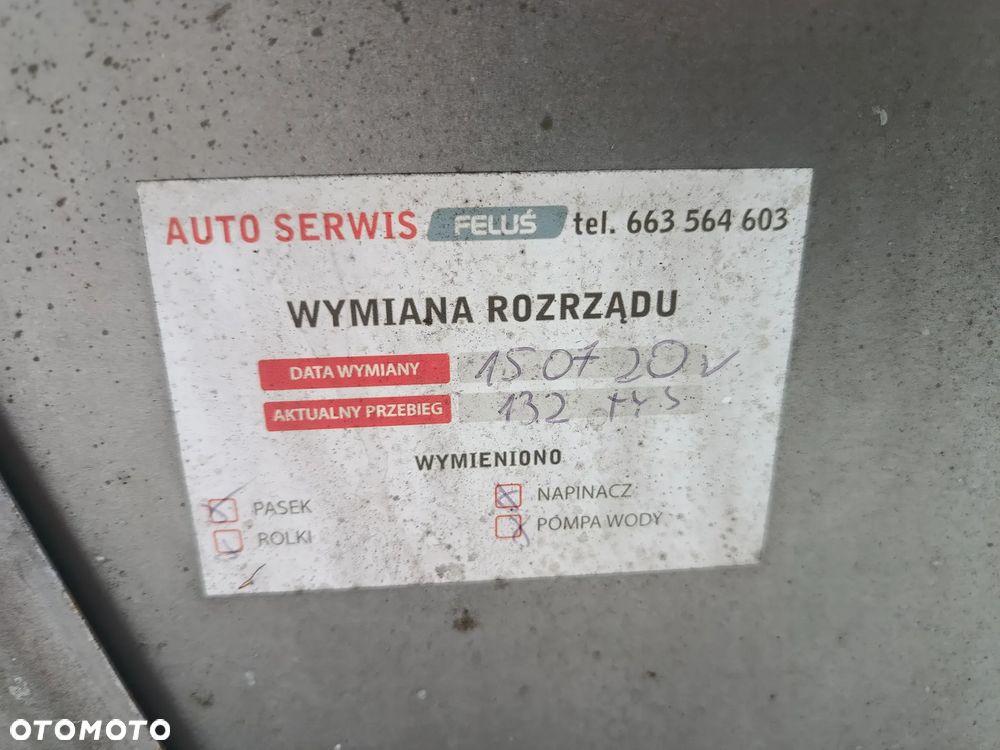 AUTO SERWIS FELUŚ tel. 663 564 603
WYMIANA ROZRZĄDU
DATA WYMIANY 15 07 20 r
AKTUALNY PRZEBIEG 132 tys
WYMIENIONO
PASEK NAPINACZ
ROLKI POMPA WODY
OTOMOTO